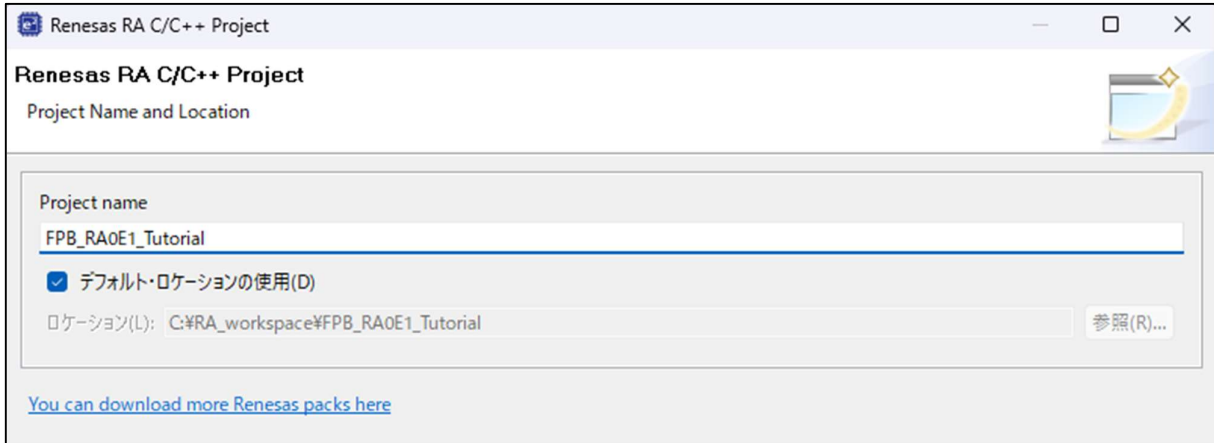 Renesas RA C/C++ Project
Renesas RA C/C++ Project
Project Name and Location
Project name
FPB_RA0E1_Tutorial
デフォルト・ロケーションの使用(D)
ロケーション(L): C:¥RA_workspace¥FPB_RA0E1_Tutorial 参照(R)...
You can download more Renesas packs here